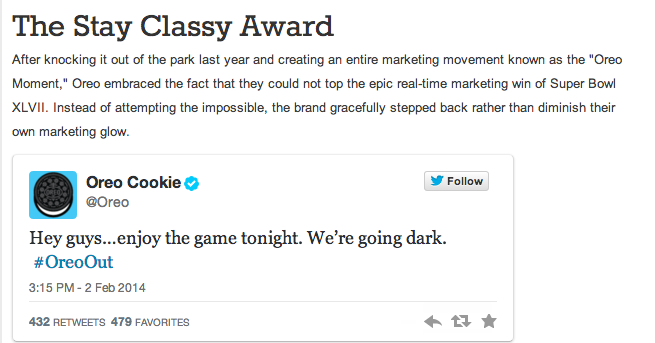 The Stay Classy Award
After knocking it out of the park last year and creating an entire marketing movement known as the "Oreo
Moment," Oreo embraced the fact that they could not top the epic real-time marketing win of Super Bowl
XLVII. Instead of attempting the impossible, the brand gracefully stepped back rather than diminish their
own marketing glow.
Oreo Cookie
Follow
@Oreo
Hey guys...enjoy the game tonight. We're going dark.
#OreoOut
3:15 PM - 2 Feb 2014
432 RETWEETS 479 FAVORITES